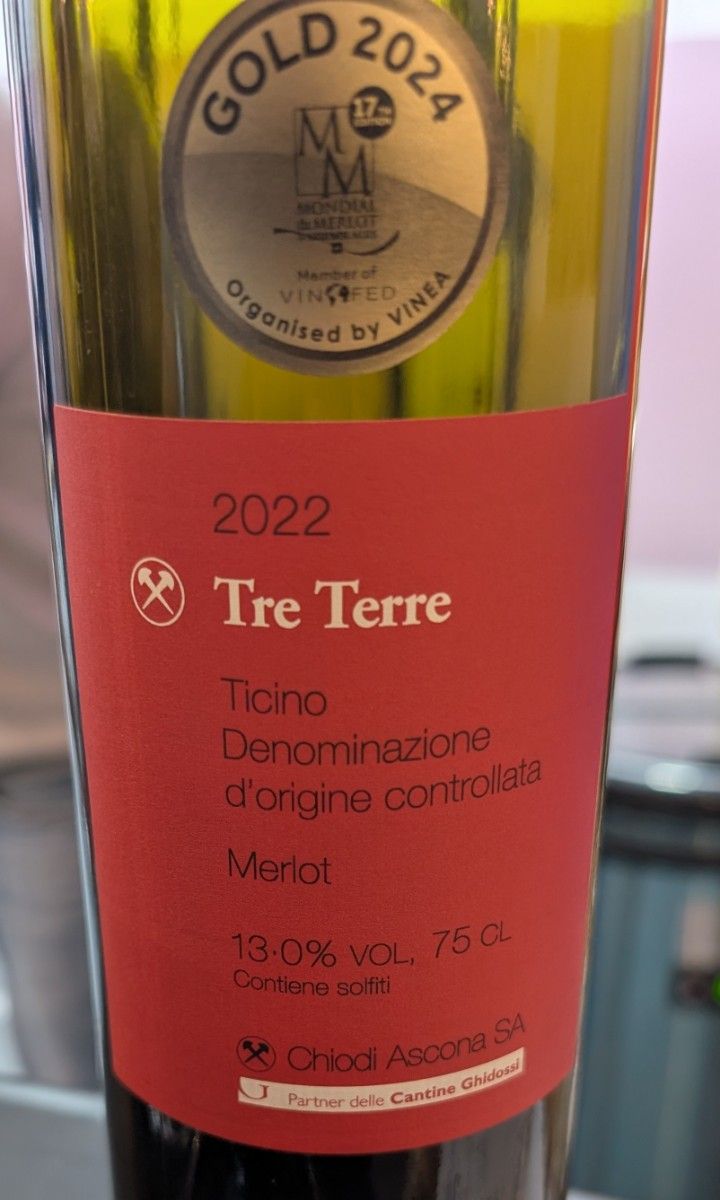 GOLD 2024
17TH
EDITION
M
M
MONDIAL
du MERLOT
Member of
VINOFED
Organised by VINEA
2022
Tre Terre
Ticino
Denominazione
d'origine controllata
Merlot
13·0% VOL, 75 CL
Contiene solfiti
Chiodi Ascona SA
Partner delle Cantine Ghidossi